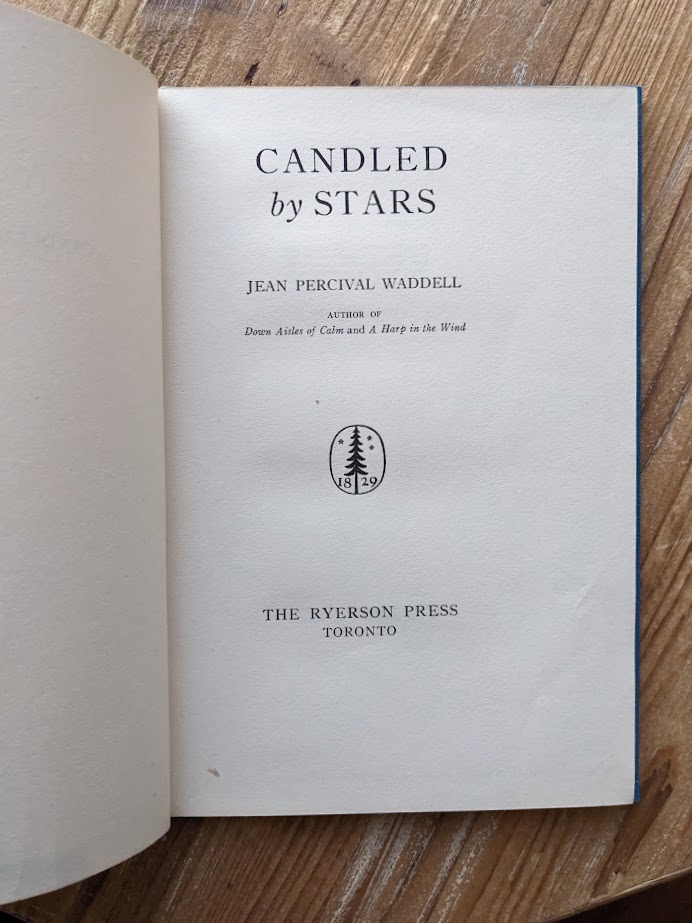 CANDLED
by STARS
JEAN PERCIVAL WADDELL
AUTHOR OF
Down Aisles of Calm and A Harp in the Wind
18 29
THE RYERSON PRESS
TORONTO